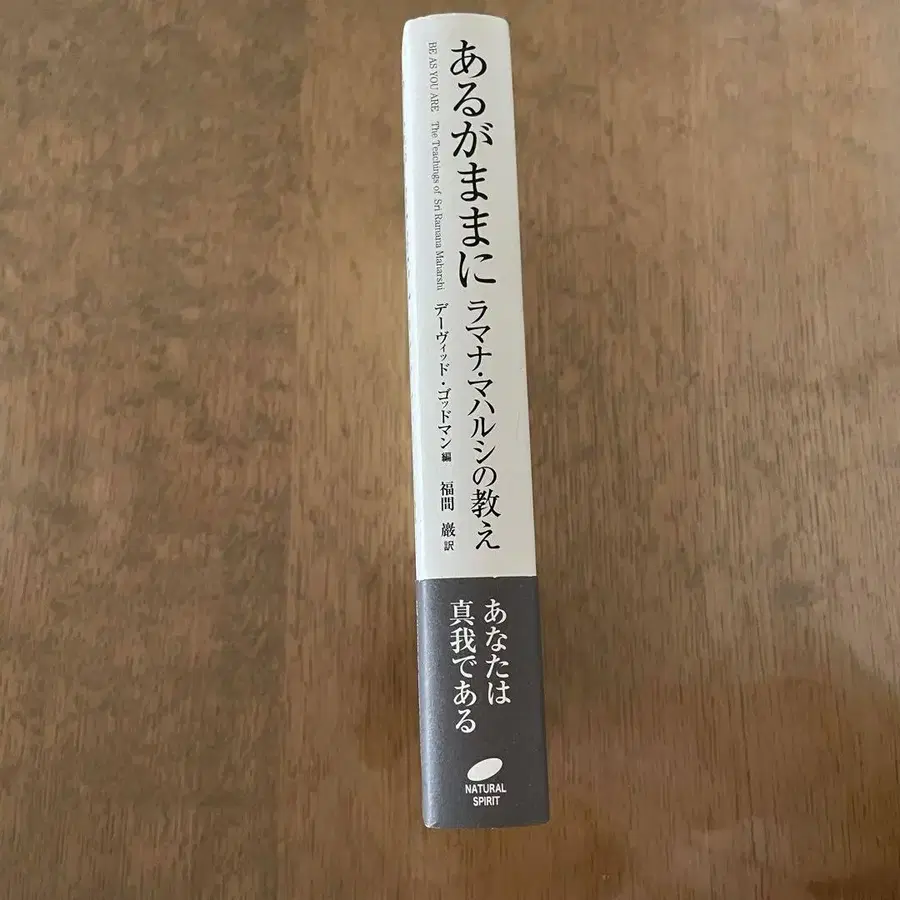 あるがままに ラマナ・マハルシの教え
BE AS YOU ARE The Teachings of Sri Ramana Maharshi
デーヴィッド・ゴッドマン 編 福間 巖 訳
あなたは
真我である
NATURAL
SPIRIT